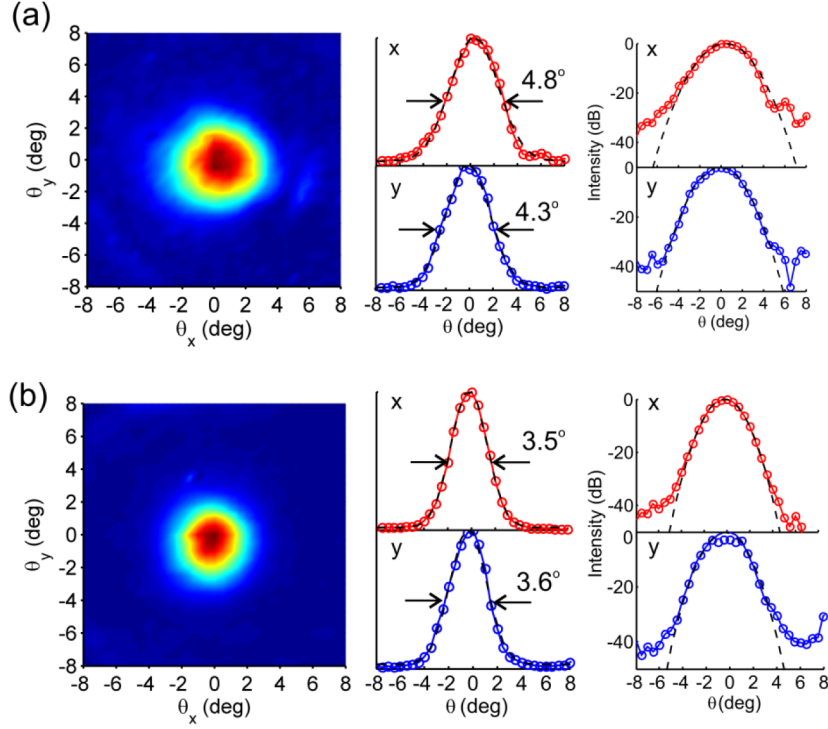 (a)
8
6
4
2
0
-2
-4
-6
-8
θy (deg)
-8 -6 -4 -2 0 2 4 6 8
θx (deg)
x
4.8°
y
4.3°
-8 -6 -4 -2 0 2 4 6 8
θ (deg)
x
0
-20
-40
0
y
-20
-40
Intensity (dB)
-8 -4 -2 0 2 4 8
θ (deg)
(b)
8
6
4
2
0
-2
-4
-6
-8
θy (deg)
-8 -6 -4 -2 0 2 4 6 8
θx (deg)
x
3.5°
y
3.6°
-8 -6 -4 -2 0 2 4 6 8
θ (deg)
x
0
-20
-40
0
y
-20
-40
Intensity (dB)
-8 -4 -2 0 2 4 8
θ(deg)